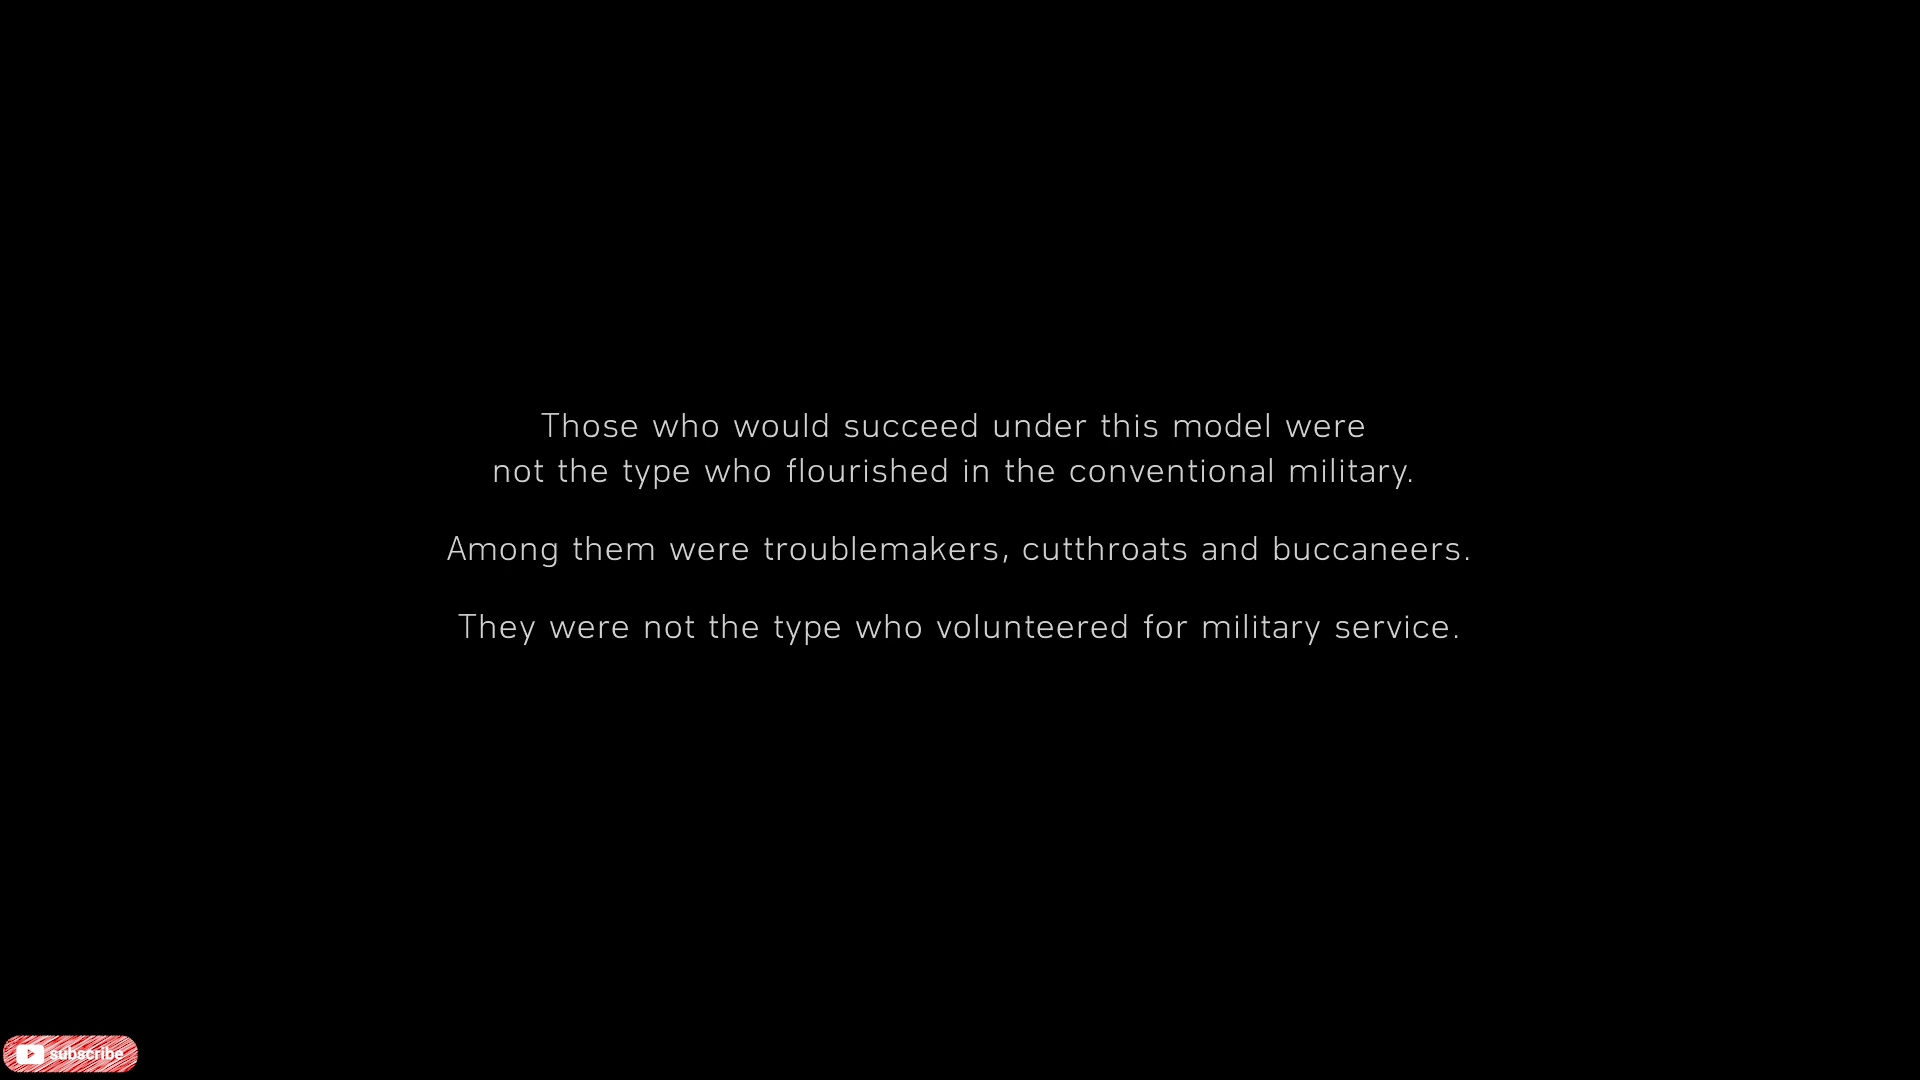 Those who would succeed under this model were
not the type who flourished in the conventional military.
Among them were troublemakers, cutthroats and buccaneers.
They were not the type who volunteered for military service.
subscribe